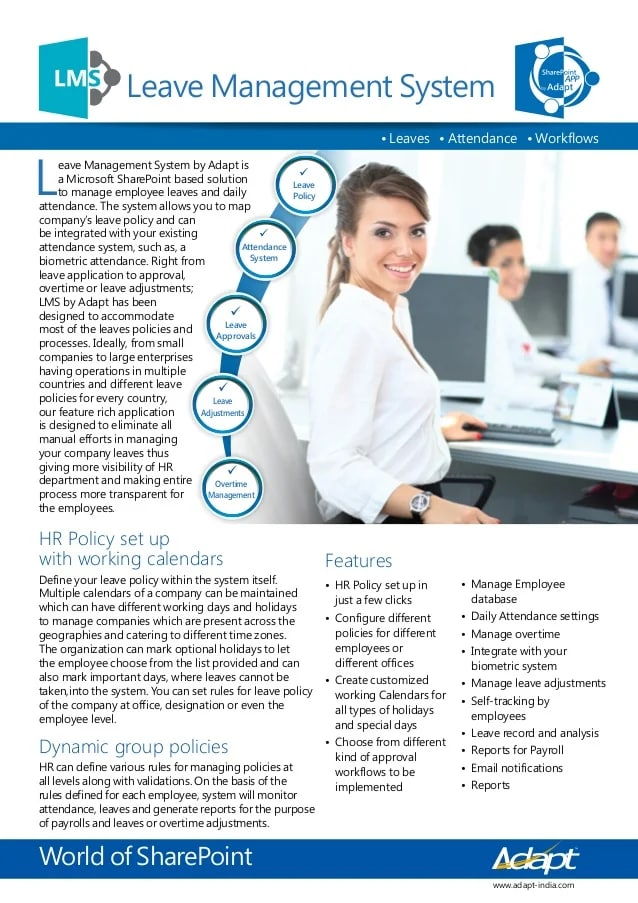 LMS
Leave Management System
SharePoint
APP
by Adapt
• Leaves • Attendance • Workflows
Leave Management System by Adapt is
a Microsoft SharePoint based solution
to manage employee leaves and daily
attendance. The system allows you to map
company's leave policy and can
be integrated with your existing
attendance system, such as, a
biometric attendance. Right from
leave application to approval,
overtime or leave adjustments;
LMS by Adapt has been
designed to accommodate
most of the leaves policies and
processes. Ideally, from small
companies to large enterprises
having operations in multiple
countries and different leave
policies for every country,
our feature rich application
is designed to eliminate all
manual efforts in managing
your company leaves thus
giving more visibility of HR
department and making entire
process more transparent for
the employees.
✓
Leave
Policy
✓
Attendance
System
✓
Leave
Approvals
✓
Leave
Adjustments
✓
Overtime
Management
HR Policy set up
with working calendars
Define your leave policy within the system itself.
Multiple calendars of a company can be maintained
which can have different working days and holidays
to manage companies which are present across the
geographies and catering to different time zones.
The organization can mark optional holidays to let
the employee choose from the list provided and can
also mark important days, where leaves cannot be
taken,into the system. You can set rules for leave policy
of the company at office, designation or even the
employee level.
Dynamic group policies
HR can define various rules for managing policies at
all levels along with validations. On the basis of the
rules defined for each employee, system will monitor
attendance, leaves and generate reports for the purpose
of payrolls and leaves or overtime adjustments.
Features
• HR Policy set up in
just a few clicks
• Configure different
policies for different
employees or
different offices
• Create customized
working Calendars for
all types of holidays
and special days
• Choose from different
kind of approval
workflows to be
implemented
• Manage Employee
database
• Daily Attendance settings
• Manage overtime
• Integrate with your
biometric system
• Manage leave adjustments
• Self-tracking by
employees
• Leave record and analysis
• Reports for Payroll
• Email notifications
• Reports
World of SharePoint
Adapt
www.adapt-india.com